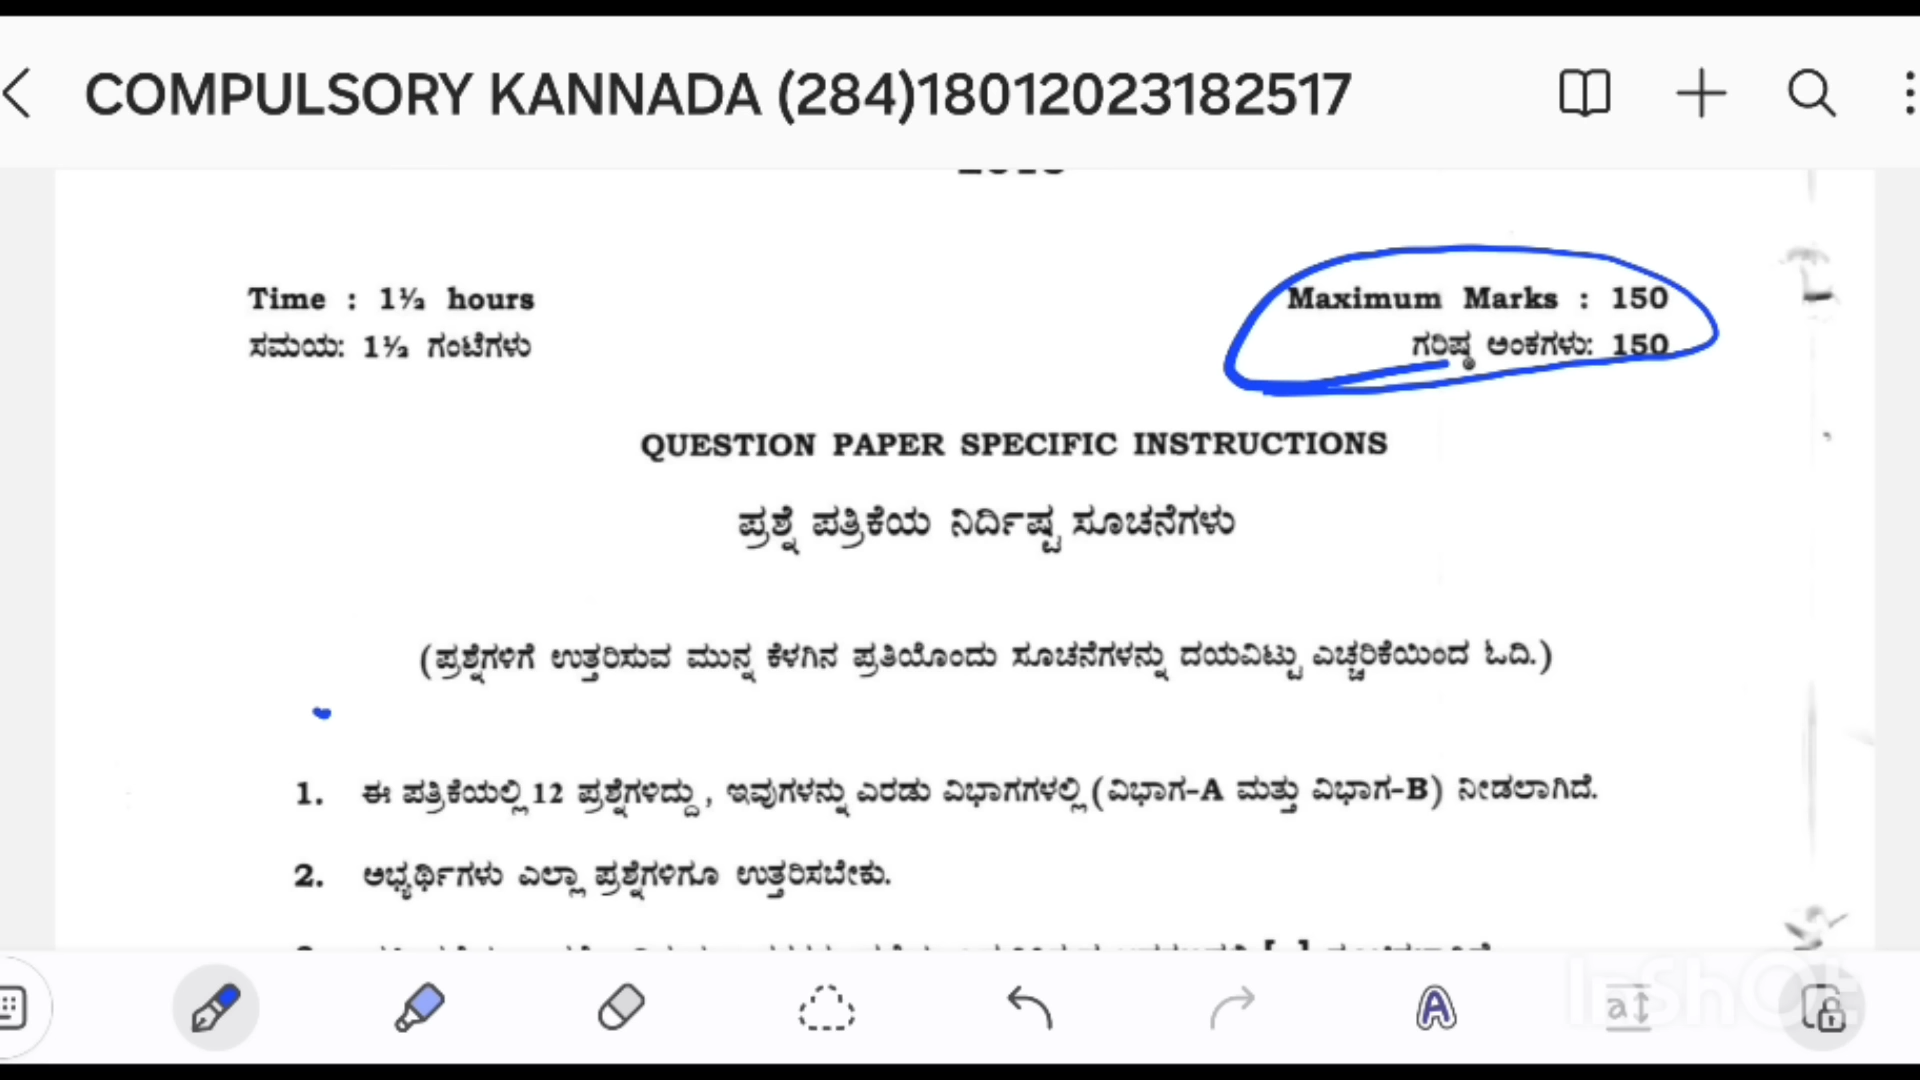 COMPULSORY KANNADA (284)18012023182517
Time : 1½ hours
Maximum Marks : 150
ಸಮಯ: 1½ ಗಂಟೆಗಳು
ಗರಿಷ್ಠ ಅಂಕಗಳು: 150
QUESTION PAPER SPECIFIC INSTRUCTIONS
ಪ್ರಶ್ನೆ ಪತ್ರಿಕೆಯ ನಿರ್ದಿಷ್ಟ ಸೂಚನೆಗಳು
(ಪ್ರಶ್ನೆಗಳಿಗೆ ಉತ್ತರಿಸುವ ಮುನ್ನ ಕೆಳಗಿನ ಪ್ರತಿಯೊಂದು ಸೂಚನೆಗಳನ್ನು ದಯವಿಟ್ಟು ಎಚ್ಚರಿಕೆಯಿಂದ ಓದಿ.)
1. ಈ ಪತ್ರಿಕೆಯಲ್ಲಿ 12 ಪ್ರಶ್ನೆಗಳಿದ್ದು, ಇವುಗಳನ್ನು ಎರಡು ವಿಭಾಗಗಳಲ್ಲಿ (ವಿಭಾಗ-A ಮತ್ತು ವಿಭಾಗ-B) ನೀಡಲಾಗಿದೆ.
2. ಅಭ್ಯರ್ಥಿಗಳು ಎಲ್ಲಾ ಪ್ರಶ್ನೆಗಳಿಗೂ ಉತ್ತರಿಸಬೇಕು.
InShOt